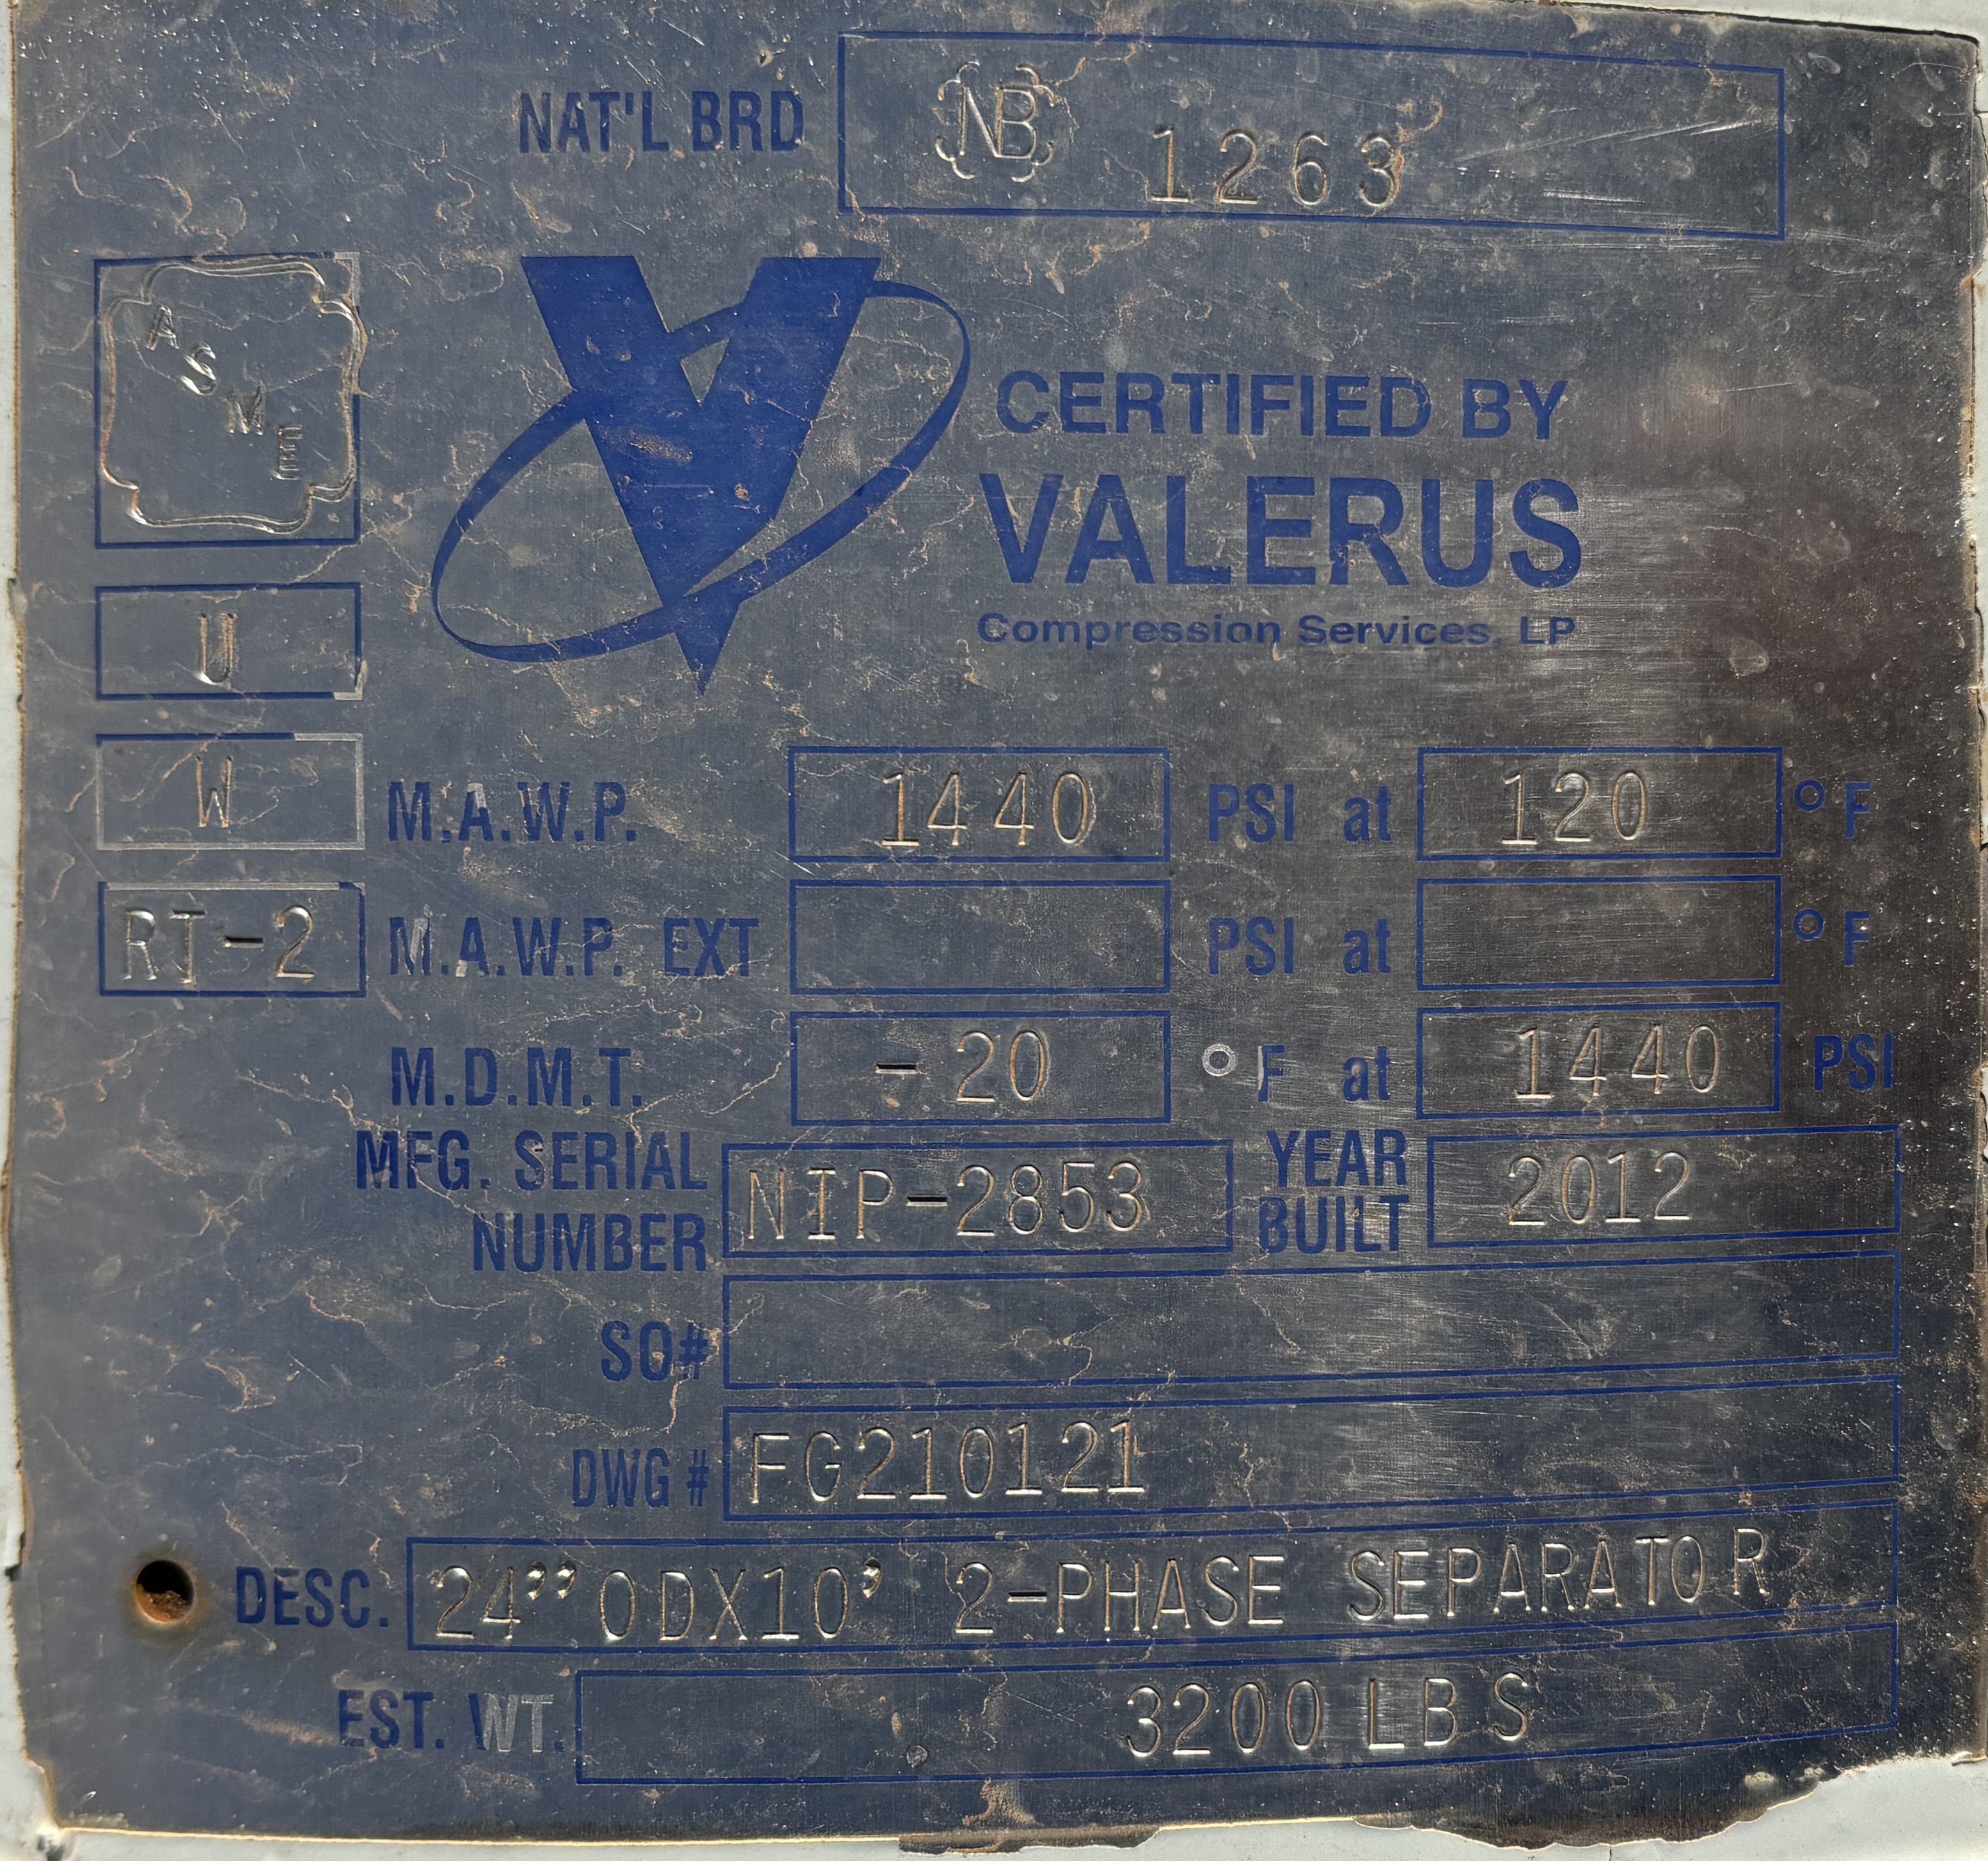 NAT'L BRD NB 1263
ASME
CERTIFIED BY
VALERUS
Compression Services, LP
U
W
M.A.W.P. 1440 PSI at 120 °F
RT-2
M.A.W.P. EXT PSI at °F
M.D.M.T. -20 °F at 1440 PSI
MFG. SERIAL NUMBER NIP-2853 YEAR BUILT 2012
SO#
DWG # FG210121
DESC. 24”ODX10’ 2-PHASE SEPARATOR
EST. WT. 3200 LBS